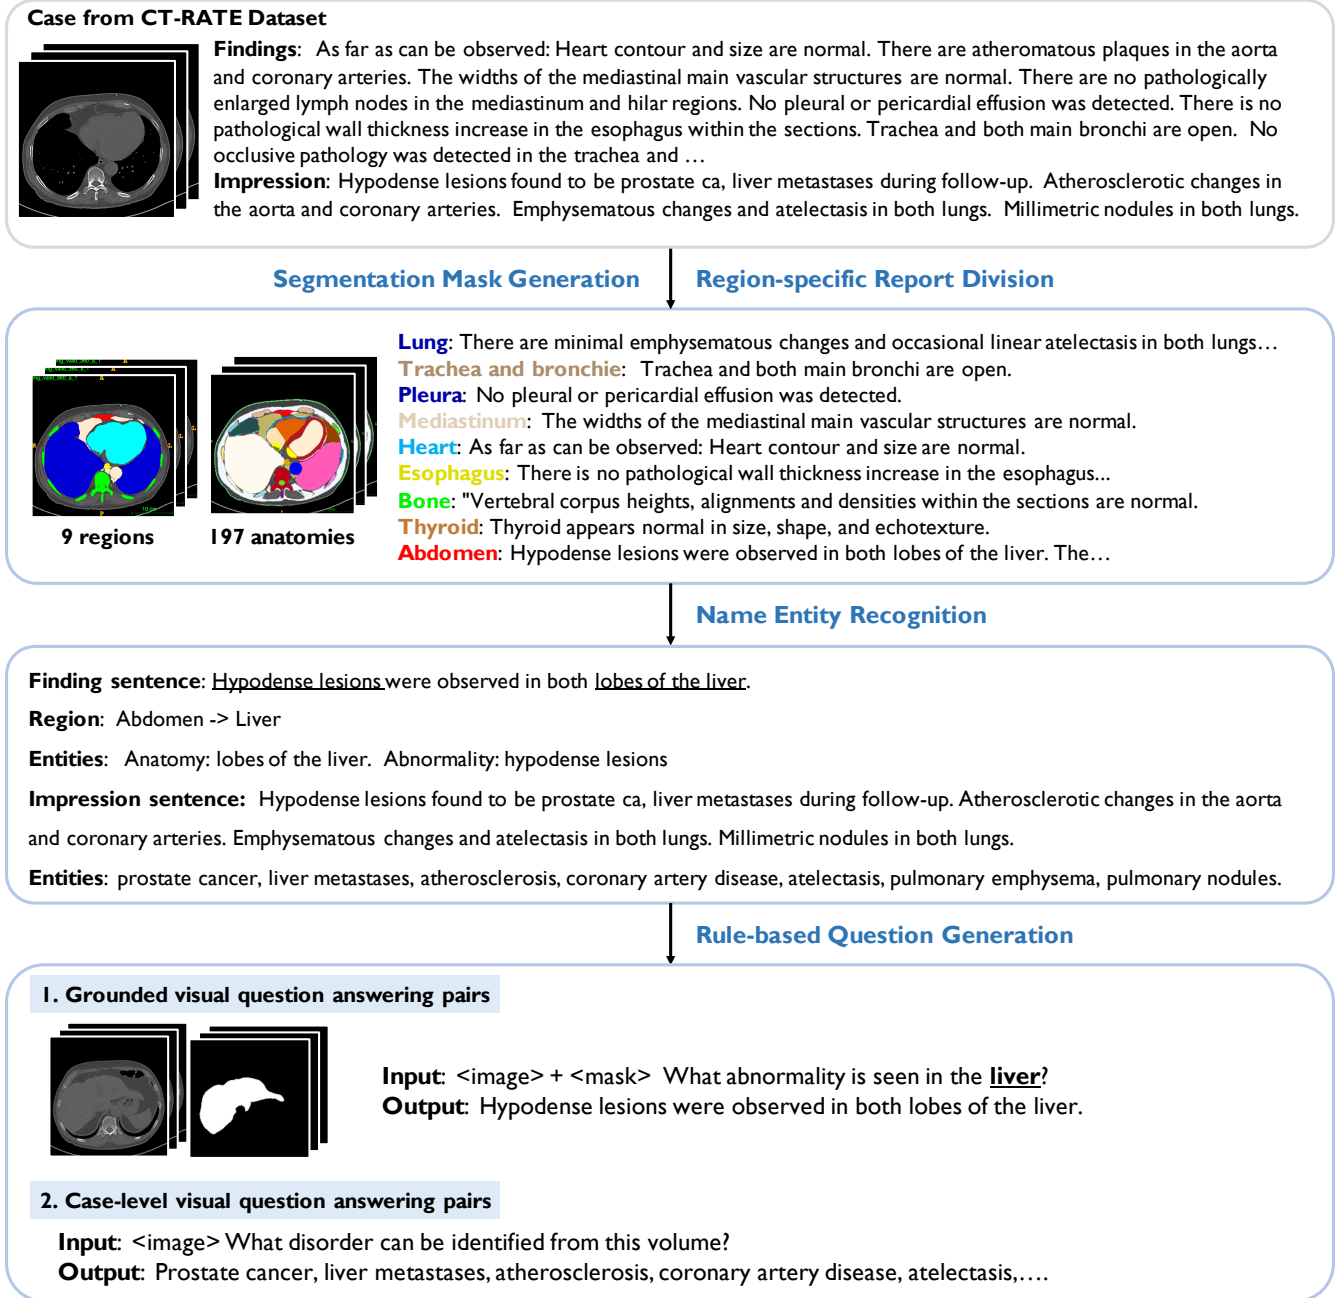 Case from CT-RATE Dataset
Findings: As far as can be observed: Heart contour and size are normal. There are atheromatous plaques in the aorta
and coronary arteries. The widths of the mediastinal main vascular structures are normal. There are no pathologically
enlarged lymph nodes in the mediastinum and hilar regions. No pleural or pericardial effusion was detected. There is no
pathological wall thickness increase in the esophagus within the sections. Trachea and both main bronchi are open. No
occlusive pathology was detected in the trachea and …
Impression: Hypodense lesions found to be prostate ca, liver metastases during follow-up. Atherosclerotic changes in
the aorta and coronary arteries. Emphysematous changes and atelectasis in both lungs. Millimetric nodules in both lungs.
Segmentation Mask Generation
Region-specific Report Division
Lung: There are minimal emphysematous changes and occasional linear atelectasis in both lungs…
Trachea and bronchie: Trachea and both main bronchi are open.
Pleura: No pleural or pericardial effusion was detected.
Mediastinum: The widths of the mediastinal main vascular structures are normal.
Heart: As far as can be observed: Heart contour and size are normal.
Esophagus: There is no pathological wall thickness increase in the esophagus...
Bone: "Vertebral corpus heights, alignments and densities within the sections are normal.
Thyroid: Thyroid appears normal in size, shape, and echotexture.
Abdomen: Hypodense lesions were observed in both lobes of the liver. The…
9 regions
197 anatomies
Name Entity Recognition
Finding sentence: Hypodense lesions were observed in both lobes of the liver.
Region: Abdomen -> Liver
Entities: Anatomy: lobes of the liver. Abnormality: hypodense lesions
Impression sentence: Hypodense lesions found to be prostate ca, liver metastases during follow-up. Atherosclerotic changes in the aorta
and coronary arteries. Emphysematous changes and atelectasis in both lungs. Millimetric nodules in both lungs.
Entities: prostate cancer, liver metastases, atherosclerosis, coronary artery disease, atelectasis, pulmonary emphysema, pulmonary nodules.
Rule-based Question Generation
1. Grounded visual question answering pairs
Input: <image> + <mask> What abnormality is seen in the liver?
Output: Hypodense lesions were observed in both lobes of the liver.
2. Case-level visual question answering pairs
Input: <image> What disorder can be identified from this volume?
Output: Prostate cancer, liver metastases, atherosclerosis, coronary artery disease, atelectasis,….